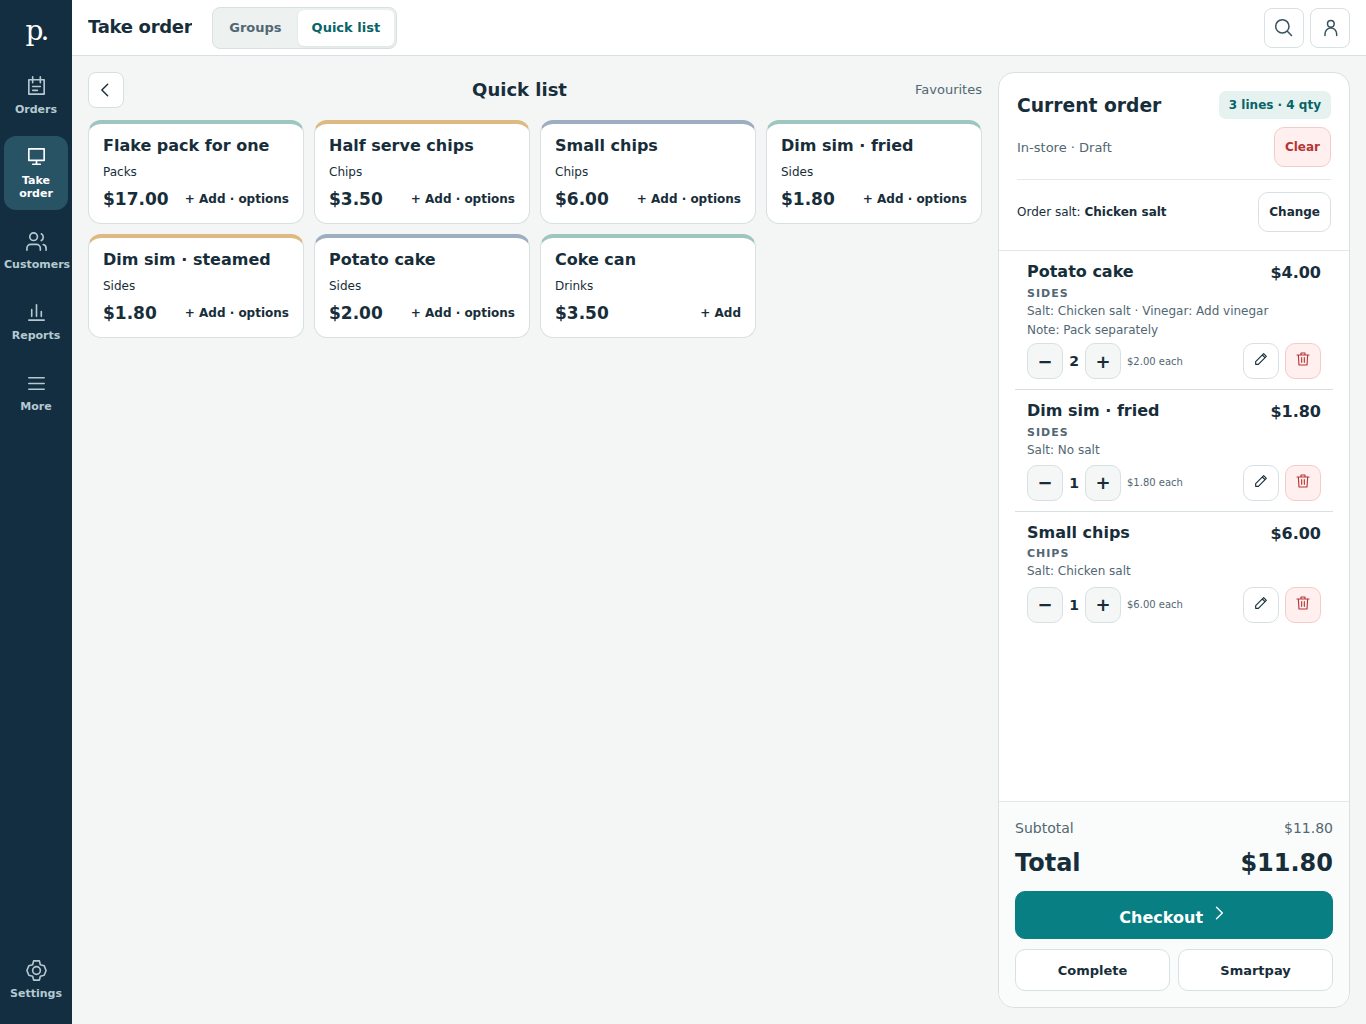 p.
Orders
Take
order
Customers
Reports
More
Settings
Take order
Groups
Quick list
Quick list
Favourites
Flake pack for one
Packs
$17.00 + Add · options
Half serve chips
Chips
$3.50 + Add · options
Small chips
Chips
$6.00 + Add · options
Dim sim · fried
Sides
$1.80 + Add · options
Dim sim · steamed
Sides
$1.80 + Add · options
Potato cake
Sides
$2.00 + Add · options
Coke can
Drinks
$3.50 + Add
Current order 3 lines · 4 qty
In-store · Draft Clear
Order salt: Chicken salt Change
Potato cake $4.00
SIDES
Salt: Chicken salt · Vinegar: Add vinegar
Note: Pack separately
− 2 + $2.00 each
Dim sim · fried $1.80
SIDES
Salt: No salt
− 1 + $1.80 each
Small chips $6.00
CHIPS
Salt: Chicken salt
− 1 + $6.00 each
Subtotal $11.80
Total $11.80
Checkout
Complete Smartpay